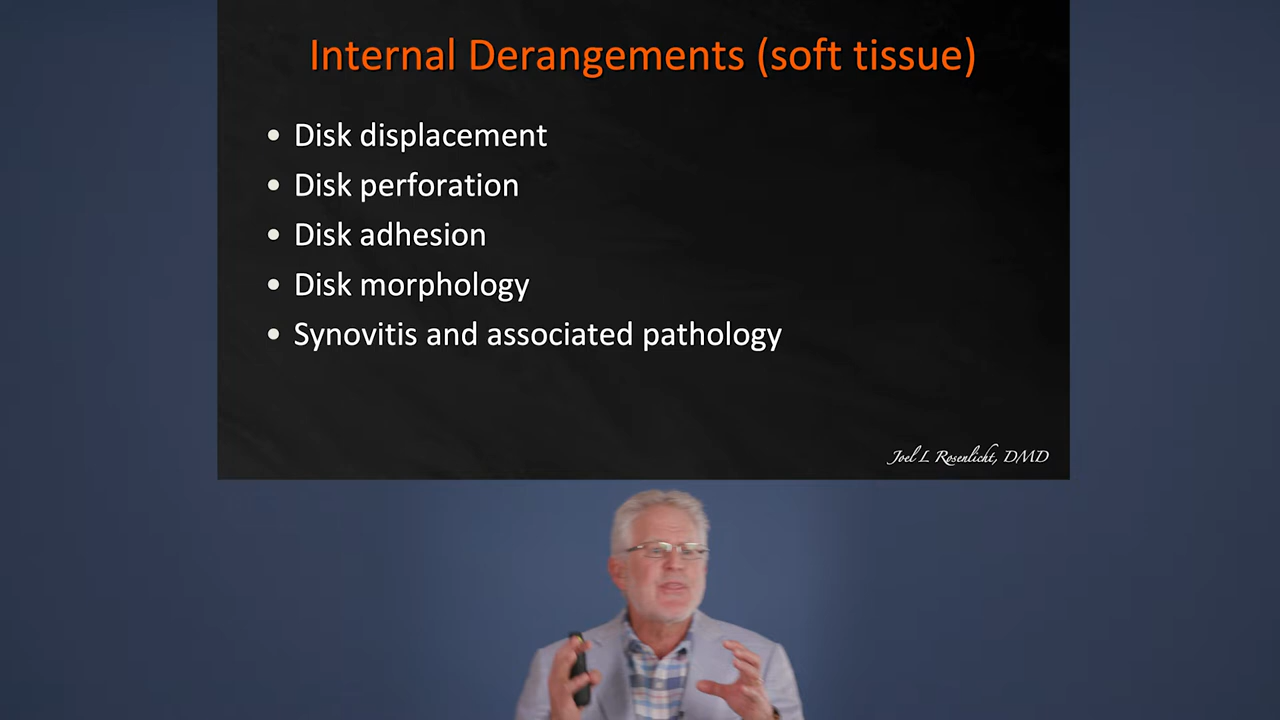 Internal Derangements (soft tissue)
• Disk displacement
• Disk perforation
• Disk adhesion
• Disk morphology
• Synovitis and associated pathology
Joel L Rosenlicht, DMD